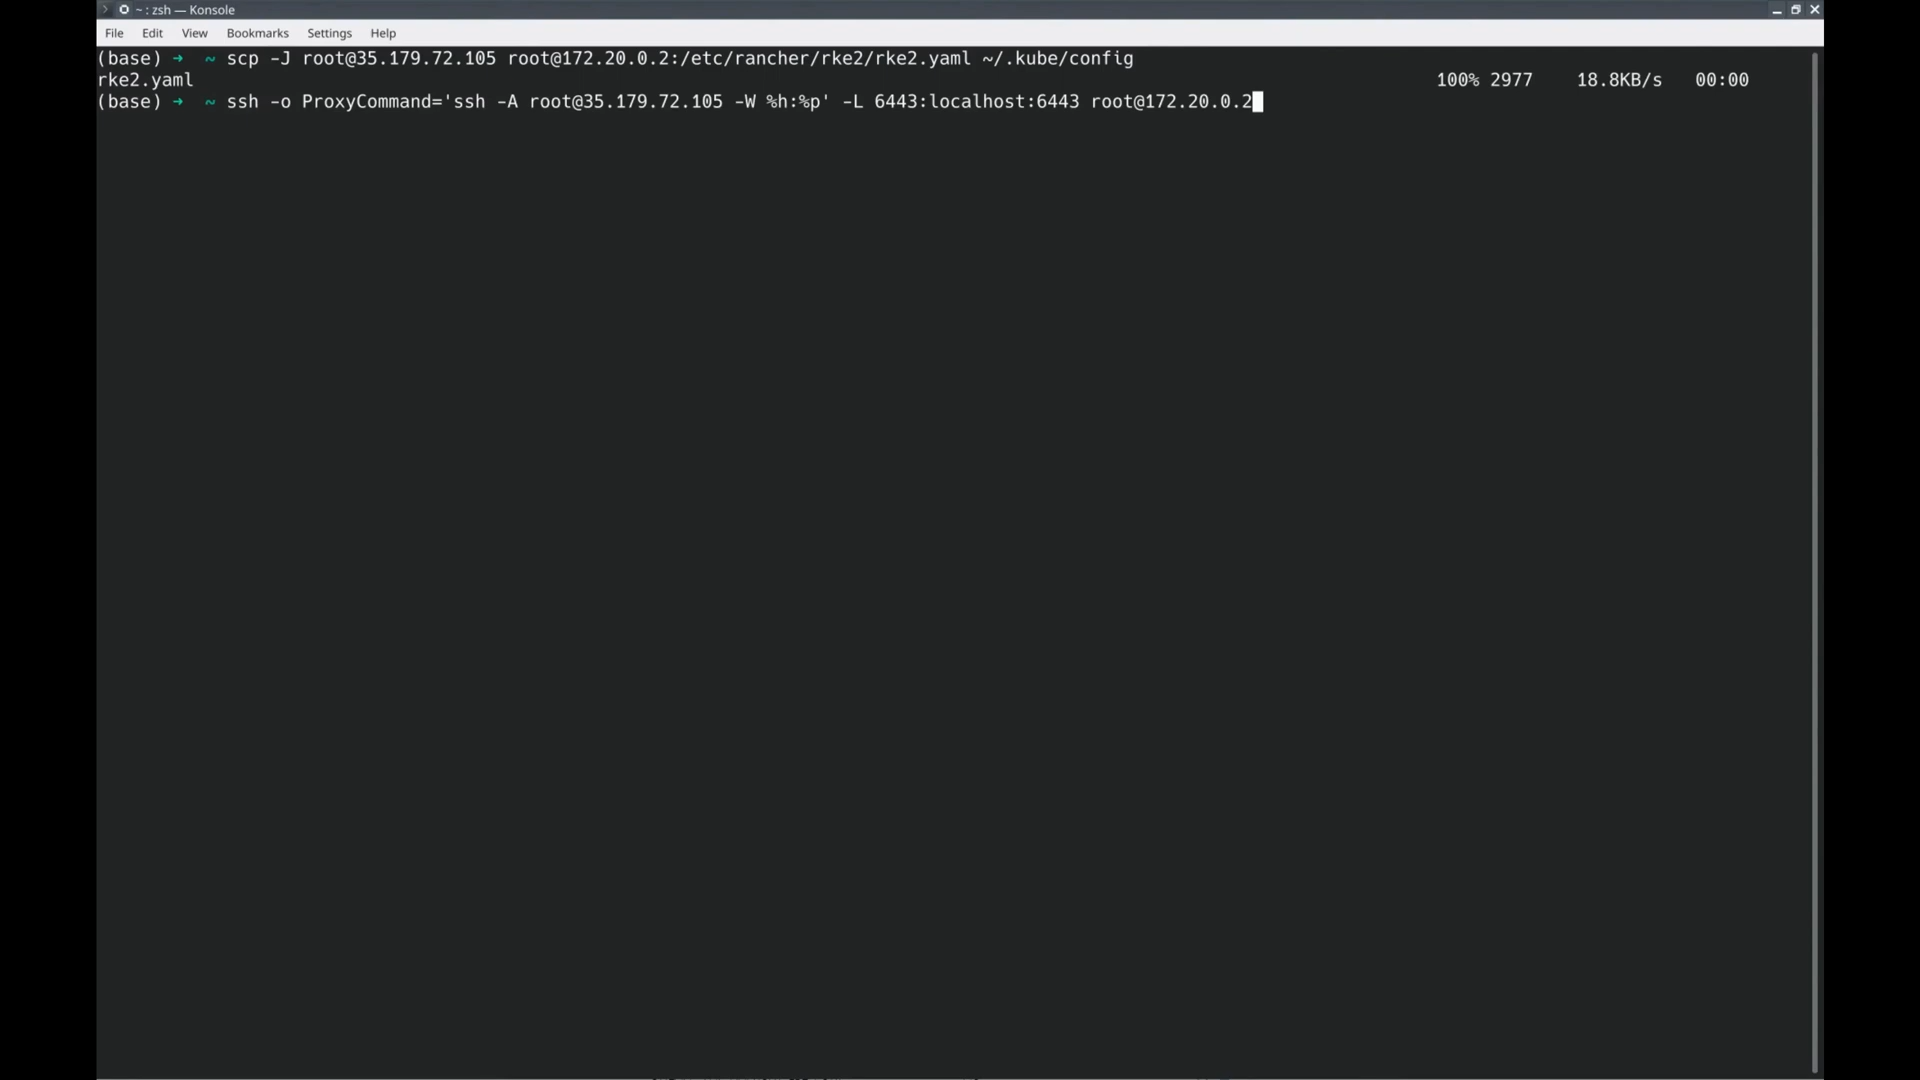 ~ : zsh — Konsole
File Edit View Bookmarks Settings Help
(base) ➜ ~ scp -J root@35.179.72.105 root@172.20.0.2:/etc/rancher/rke2/rke2.yaml ~/.kube/config
rke2.yaml 100% 2977 18.8KB/s 00:00
(base) ➜ ~ ssh -o ProxyCommand='ssh -A root@35.179.72.105 -W %h:%p' -L 6443:localhost:6443 root@172.20.0.2